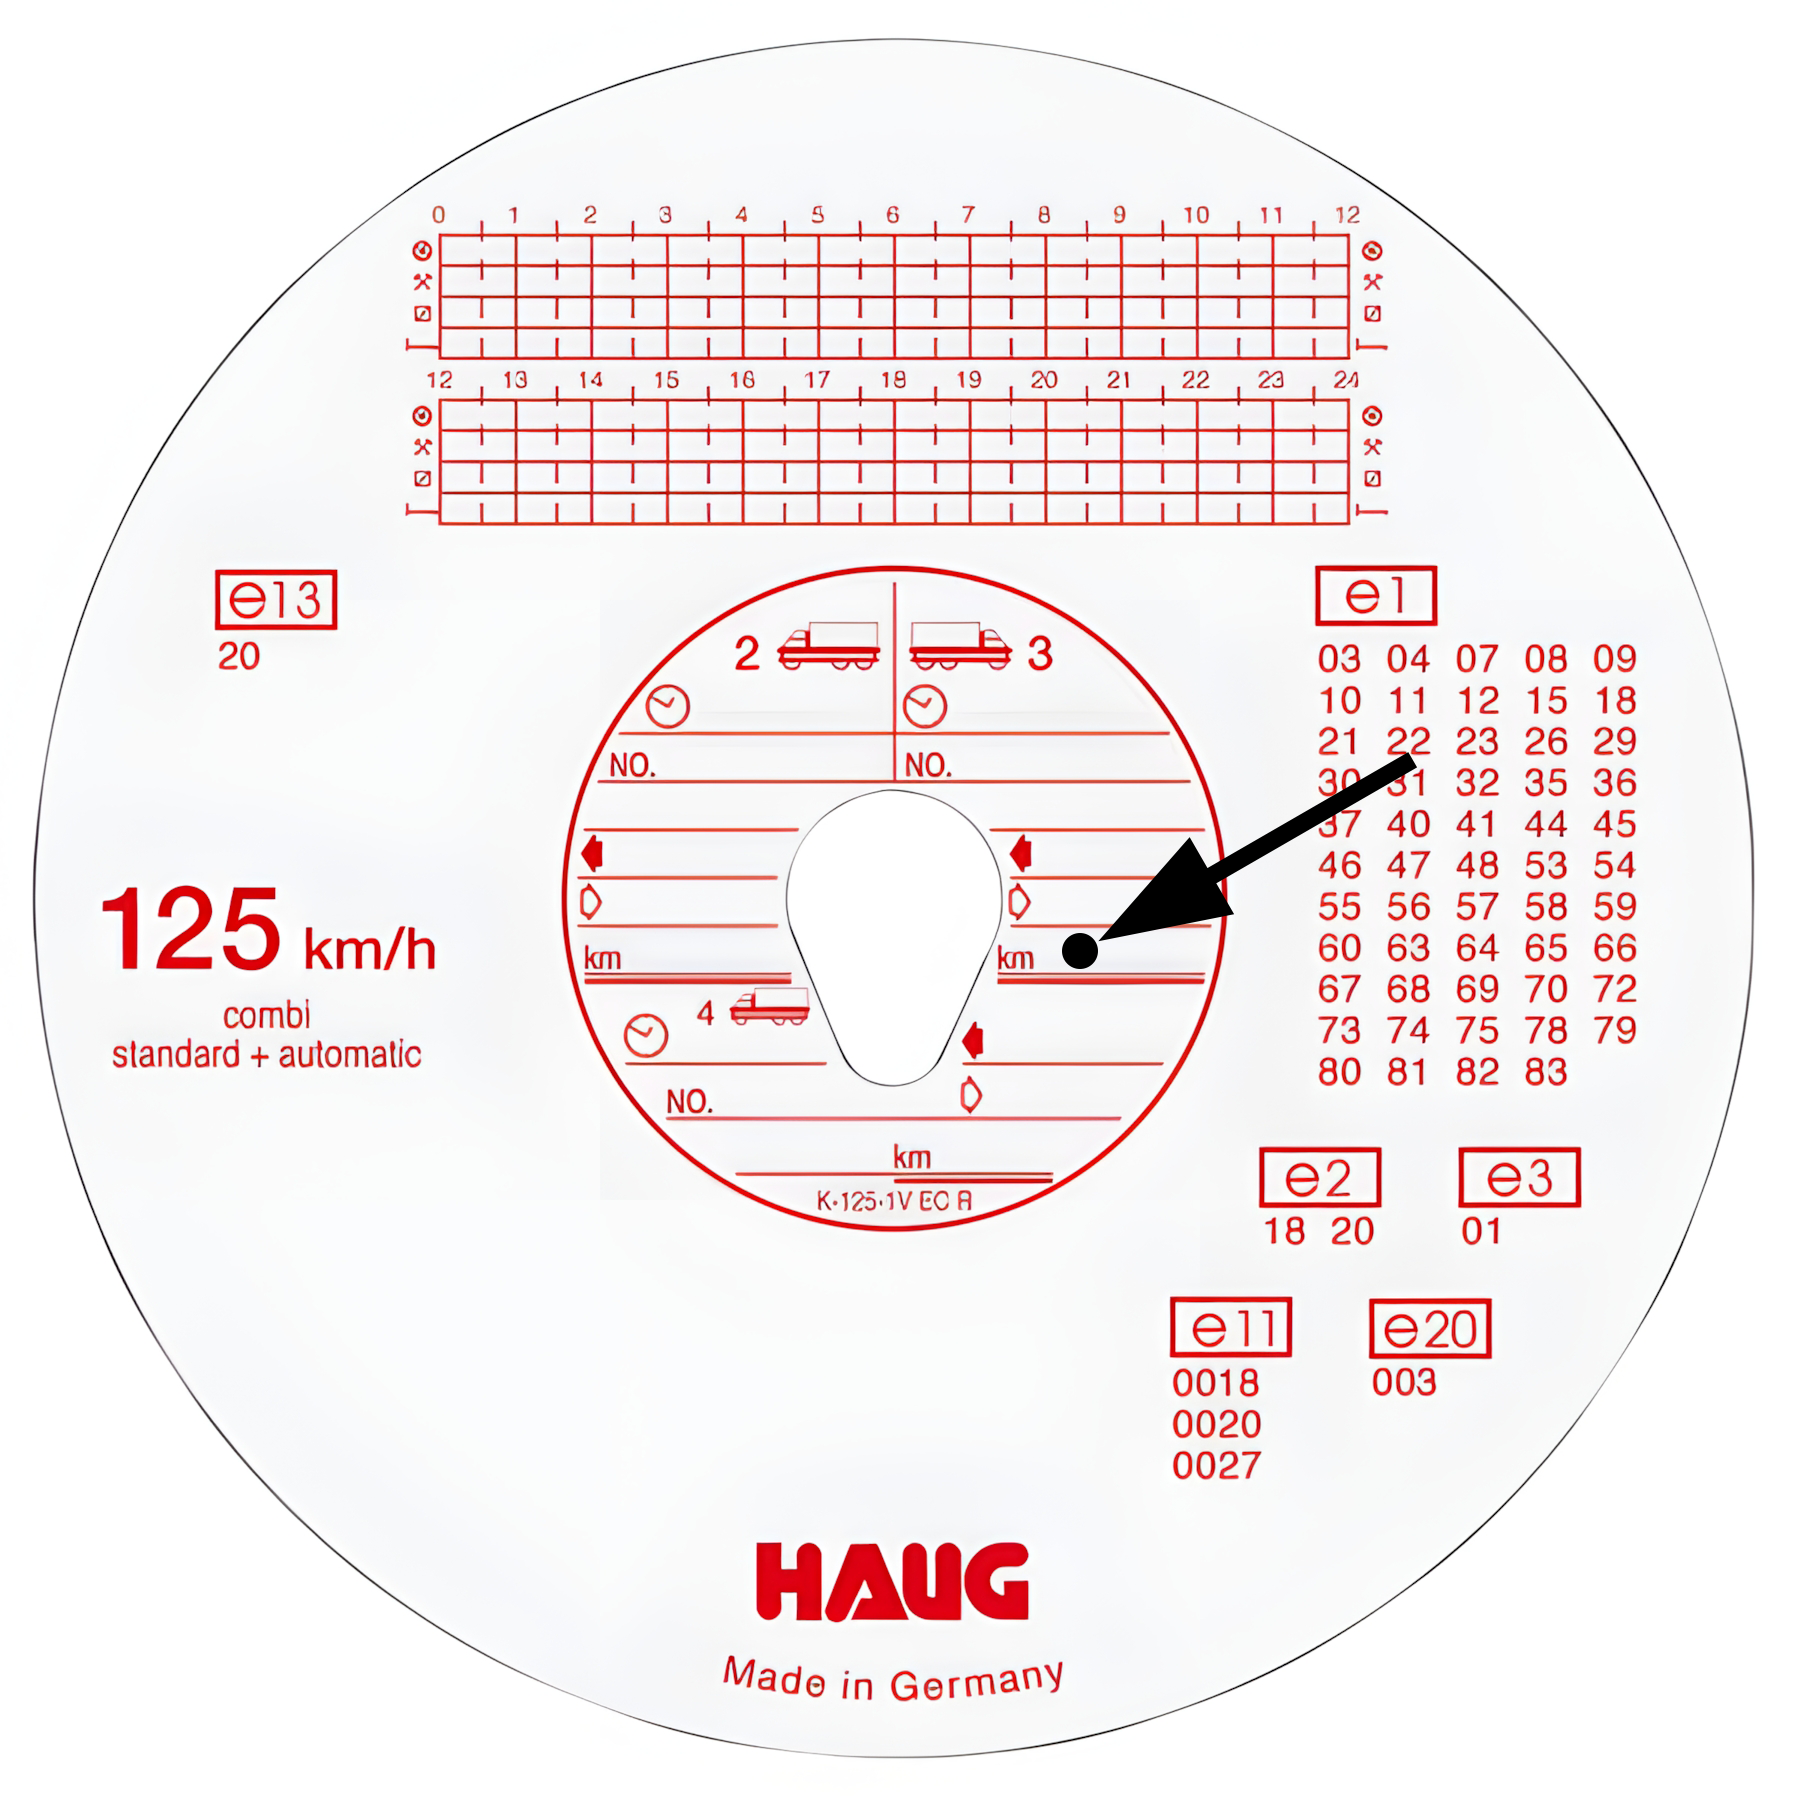 0 1 2 3 4 5 6 7 8 9 10 11 12
12 13 14 15 16 17 18 19 20 21 22 23 24
e13
20
e1
03 04 07 08 09
10 11 12 15 18
21 22 23 26 29
30 31 32 35 36
37 40 41 44 45
46 47 48 53 54
55 56 57 58 59
60 63 64 65 66
67 68 69 70 72
73 74 75 78 79
80 81 82 83
2 3
NO. NO.
km km
4
NO.
km
K-125-1V EC R
125 km/h
combi
standard + automatic
e2 e3
18 20 01
e11 e20
0018 003
0020
0027
HAUG
Made in Germany